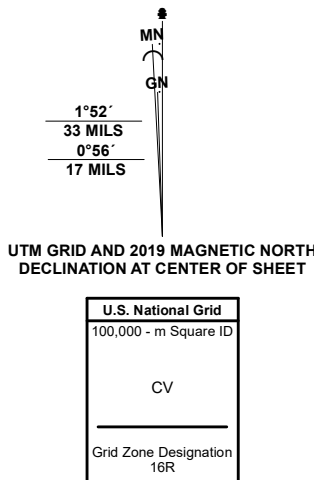 MN
GN
1°52´
33 MILS
0°56´
17 MILS
UTM GRID AND 2019 MAGNETIC NORTH
DECLINATION AT CENTER OF SHEET
U.S. National Grid
100,000 - m Square ID
CV
Grid Zone Designation
16R